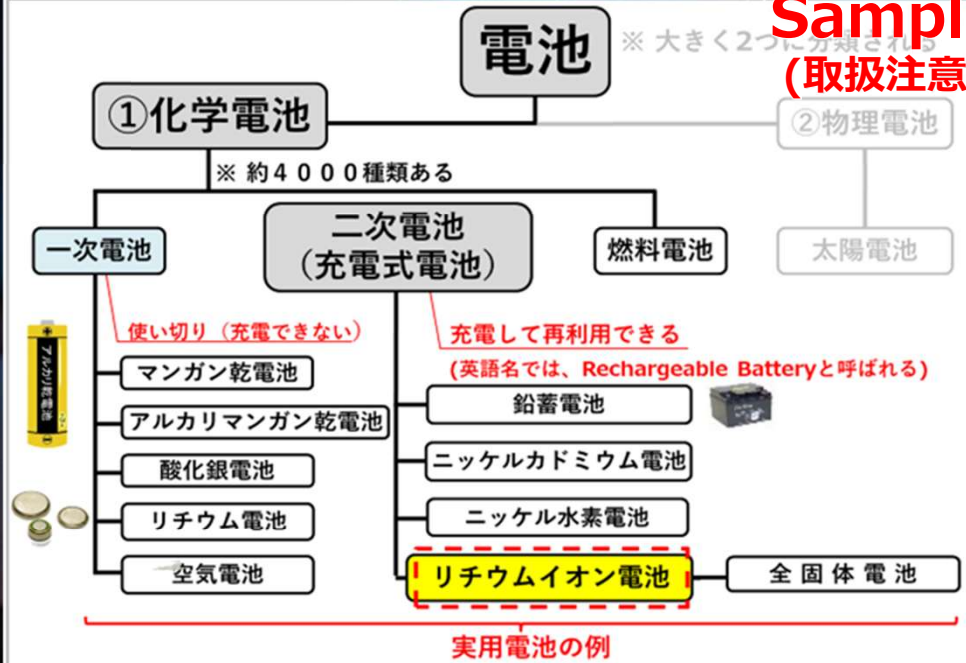 Sampl
電池
※ 大きく2つに分類される
(取扱注意
①化学電池
②物理電池
※ 約４０００種類ある
一次電池
二次電池
（充電式電池）
燃料電池
太陽電池
使い切り（充電できない）
充電して再利用できる
(英語名では、Rechargeable Batteryと呼ばれる)
アルカリ乾電池
マンガン乾電池
アルカリマンガン乾電池
酸化銀電池
リチウム電池
空気電池
鉛蓄電池
ニッケルカドミウム電池
ニッケル水素電池
リチウムイオン電池
全固体電池
実用電池の例